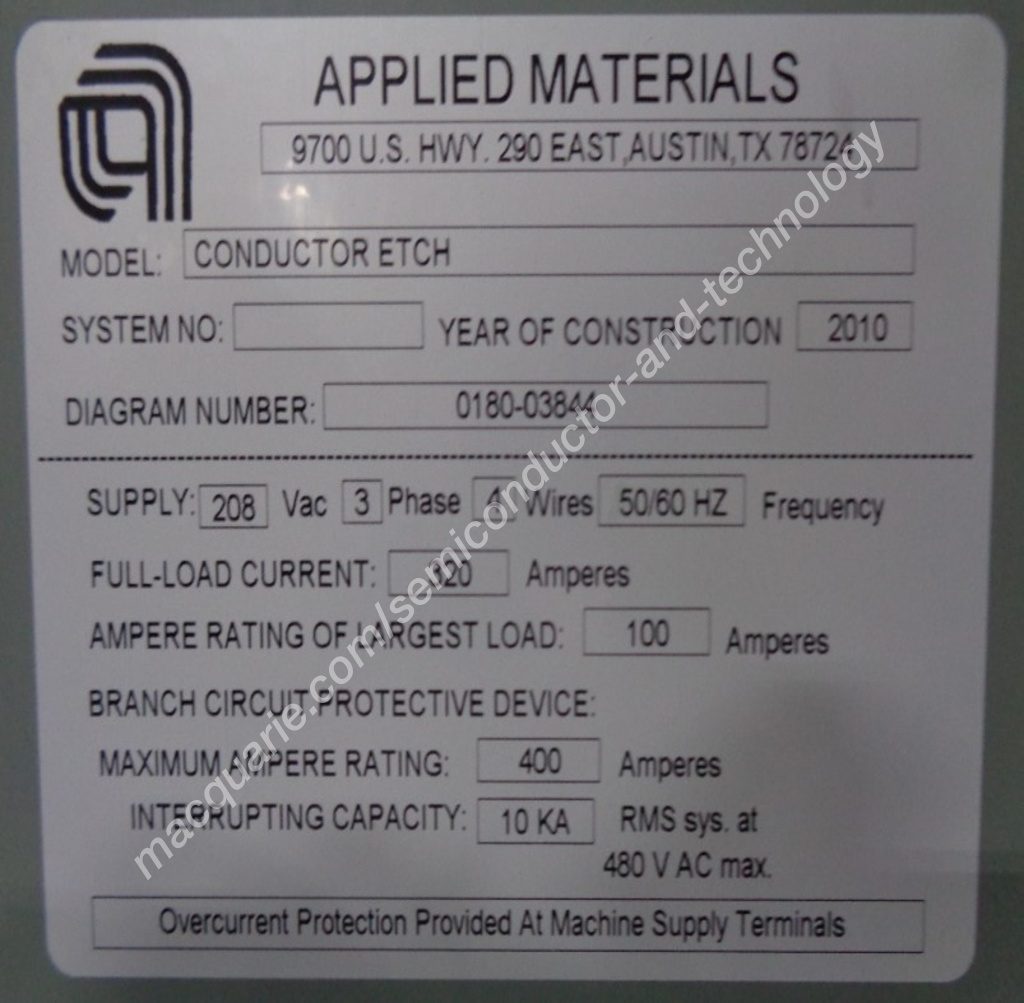 APPLIED MATERIALS
9700 U.S. HWY. 290 EAST,AUSTIN,TX 78724
MODEL: CONDUCTOR ETCH
SYSTEM NO: YEAR OF CONSTRUCTION 2010
DIAGRAM NUMBER: 0180-03844
SUPPLY: 208 Vac 3 Phase 4 Wires 50/60 HZ Frequency
FULL-LOAD CURRENT: Amperes
AMPERE RATING OF LARGEST LOAD: 100 Amperes
BRANCH CIRCUIT PROTECTIVE DEVICE:
MAXIMUM AMPERE RATING: 400 Amperes
INTERRUPTING CAPACITY: 10 KA RMS sys. at
480 V AC max.
Overcurrent Protection Provided At Machine Supply Terminals
macquarie.com/semiconductor-and-technology